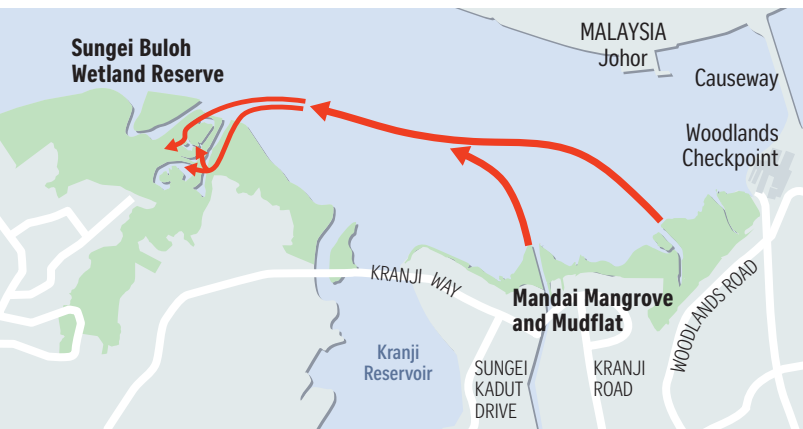 MALAYSIA
Johor
Sungei Buloh
Wetland Reserve
Causeway
Woodlands
Checkpoint
KRANJI WAY
Mandai Mangrove
and Mudflat
WOODLANDS ROAD
Kranji
Reservoir
SUNGEI
KADUT
DRIVE
KRANJI
ROAD